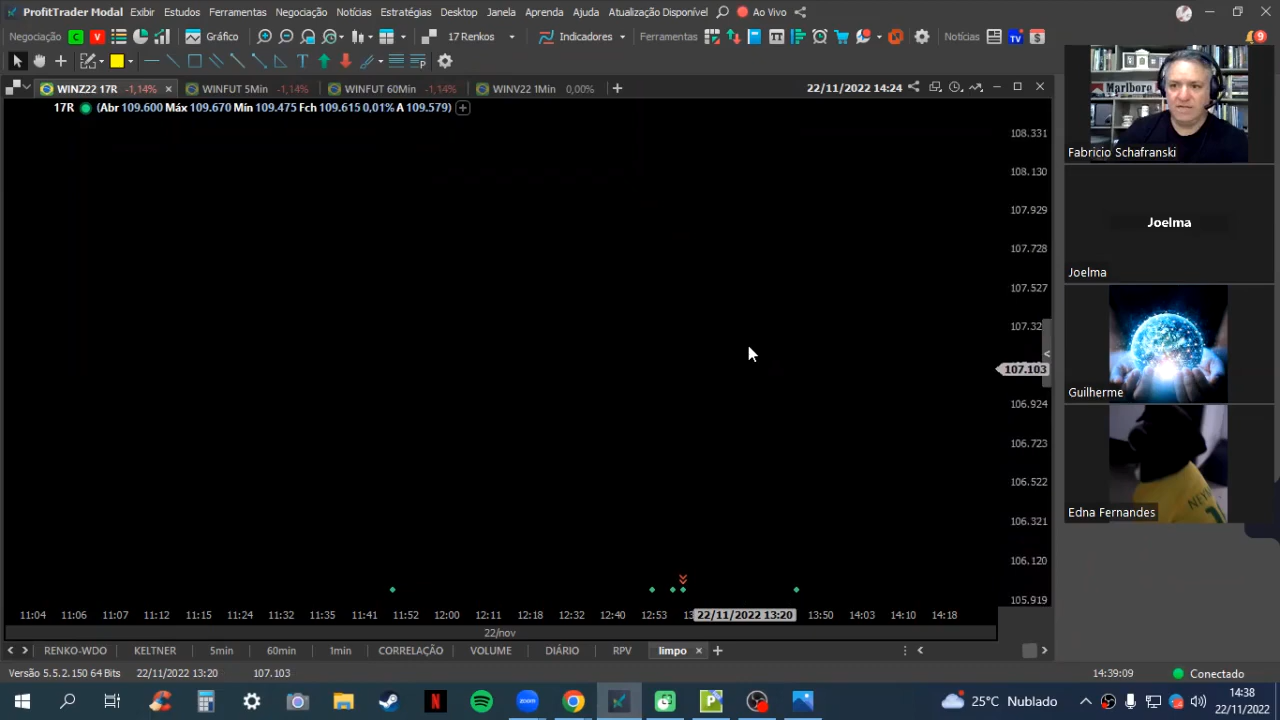 ProfitTrader Modal Exibir Estudos Ferramentas Negociação Notícias Estratégias Desktop Janela Aprenda Ajuda Atualização Disponível Ao Vivo
Negociação C V Gráfico 17 Renkos Indicadores Ferramentas TT Notícias TV $ 9
T
WINZ22 17R -1,14% × WINFUT 5Min -1,14% WINFUT 60Min -1,14% WINV22 1Min 0,00% + 22/11/2022 14:24
17R (Abr 109.600 Máx 109.670 Mín 109.475 Fch 109.615 0,01% A 109.579)
108.331
108.130
107.929
107.728
107.527
107.32
107.103
106.924
106.723
106.522
106.321
106.120
105.919
11:04 11:06 11:07 11:12 11:15 11:24 11:32 11:35 11:41 11:52 12:00 12:11 12:18 12:32 12:40 12:53 22/11/2022 13:20 13:50 14:03 14:10 14:18
22/nov
RENKO-WDO KELTNER 5min 60min 1min CORRELAÇÃO VOLUME DIÁRIO RPV limpo × +
Versão 5.5.2.150 64 Bits 22/11/2022 13:20 107.103 14:39:09 Conectado
Marlboro
Fabricio Schafranski
Joelma
Joelma
Guilherme
Edna Fernandes
zoom 25°C Nublado 14:38
22/11/2022